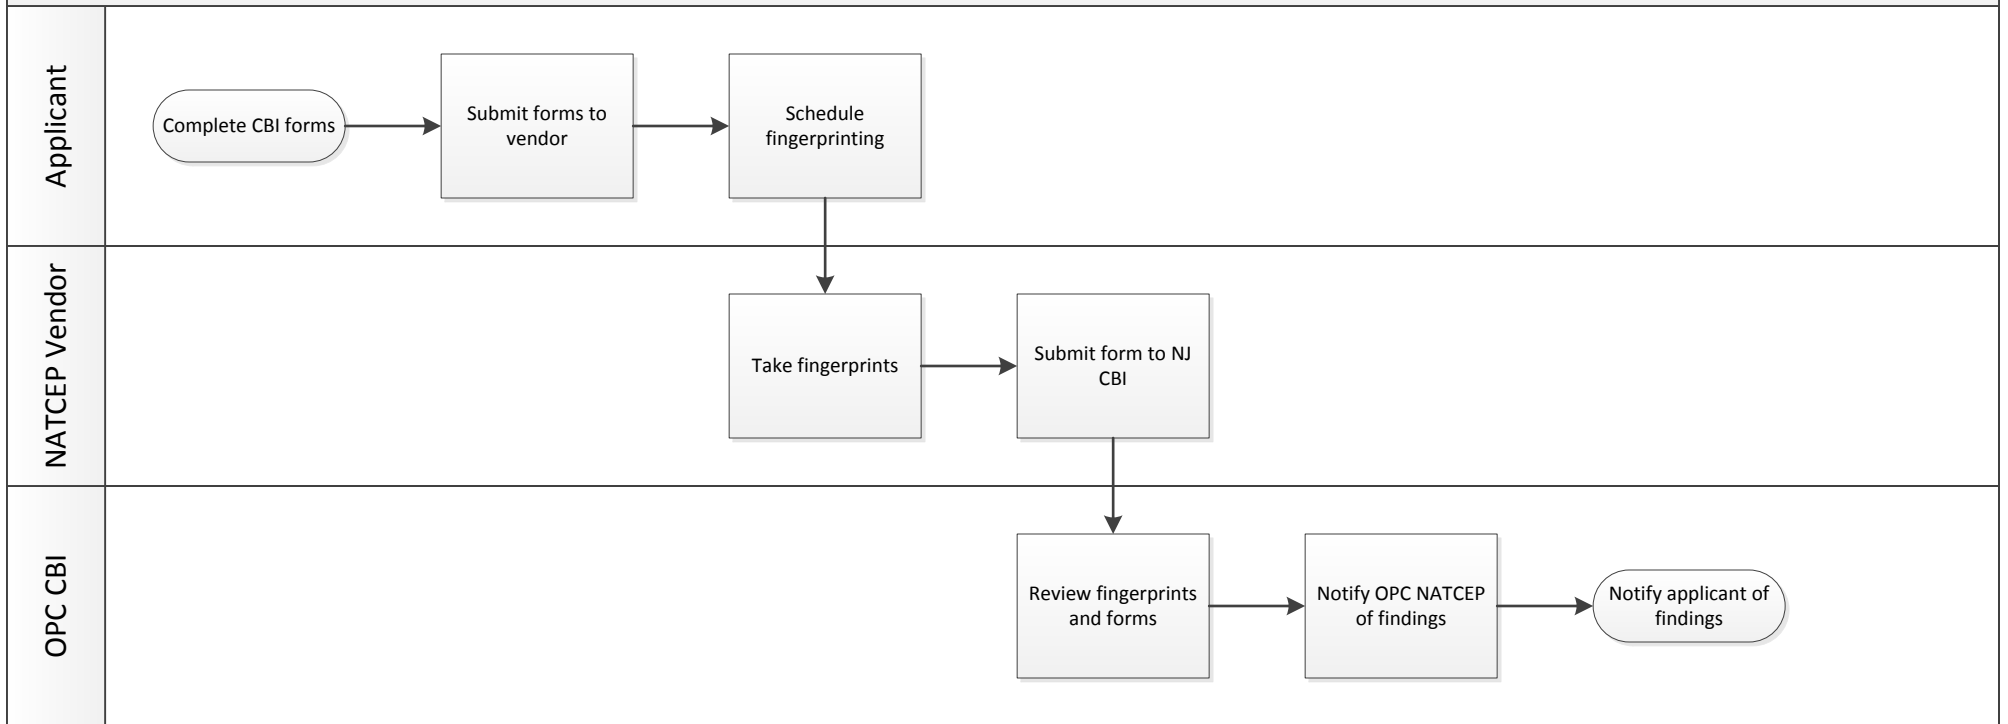 Applicant
Complete CBI forms
Submit forms to
vendor
Schedule
fingerprinting
NATCEP Vendor
Take fingerprints
Submit form to NJ
CBI
OPC CBI
Review fingerprints
and forms
Notify OPC NATCEP
of findings
Notify applicant of
findings